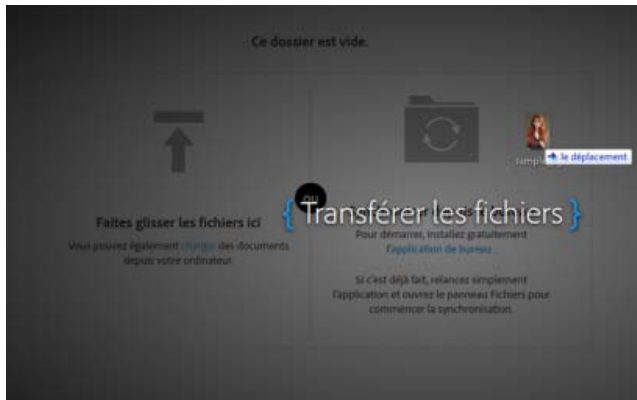 Ce dossier est vide.
le déplacement
ou
{ Transférer les fichiers }
Faites glisser les fichiers ici
Vous pouvez également charger des documents
depuis votre ordinateur.
Pour démarrer, installez gratuitement
l'application de bureau.
Si c'est déjà fait, relancez simplement
l'application et ouvrez le panneau Fichiers pour
commencer la synchronisation.